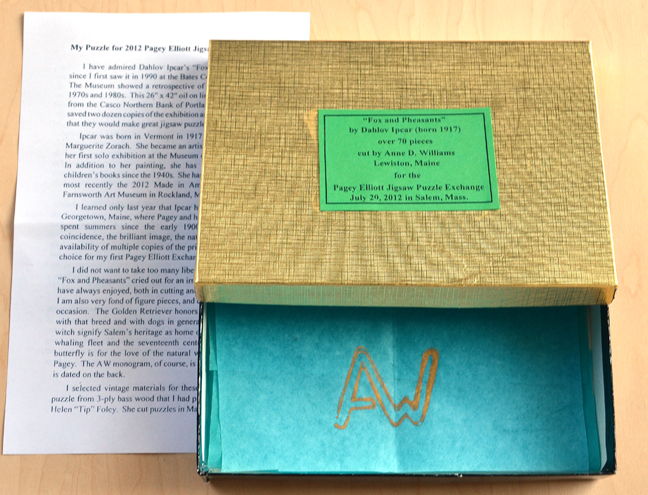 My Puzzle for 2012 Pagey Elliott Jigs
I have admired Dahlov Ipcar's "Fox
since I first saw it in 1990 at the Bates C
The Museum showed a retrospective of
1970s and 1980s. This 26" x 42" oil on li
from the Casco Northern Bank of Portla
saved two dozen copies of the exhibition a
that they would make great jigsaw puzzle
Ipcar was born in Vermont in 1917
Marguerite Zorach. She became an artis
her first solo exhibition at the Museum
In addition to her painting, she has
children's books since the 1940s. She ha
most recently the 2012 Made in Am
Farnsworth Art Museum in Rockland, M
I learned only last year that Ipcar h
Georgetown, Maine, where Pagey and h
spent summers since the early 190
coincidence, the brilliant image, the nat
availability of multiple copies of the pri
choice for my first Pagey Elliott Exchan
I did not want to take too many libe
"Fox and Pheasants" cried out for an irr
have always enjoyed, both in cutting an
I am also very fond of figure pieces, and
occasion. The Golden Retriever honors
with that breed and with dogs in genera
witch signify Salem's heritage as home
whaling fleet and the seventeenth cent
butterfly is for the love of the natural w
Pagey. The AW monogram, of course, is
is dated on the back.
I selected vintage materials for these
puzzle from 3-ply bass wood that I had p
Helen "Tip" Foley. She cut puzzles in Ma
"Fox and Pheasants"
by Dahlov Ipcar (born 1917)
over 70 pieces
cut by Anne D. Williams
Lewiston, Maine
for the
Pagey Elliott Jigsaw Puzzle Exchange
July 29, 2012 in Salem, Mass.
AW